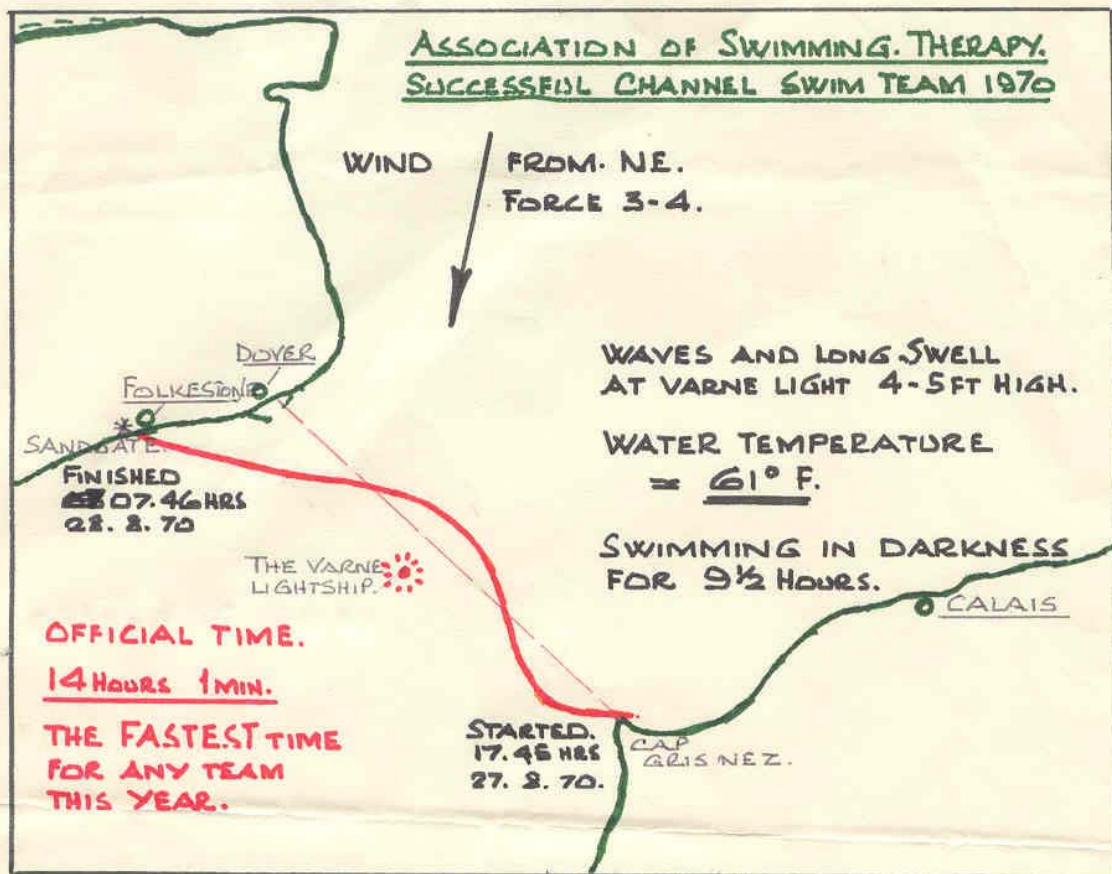 ASSOCIATION OF SWIMMING. THERAPY.
SUCCESSFUL CHANNEL SWIM TEAM 1970
WIND FROM. NE.
FORCE 3-4.
DOVER
FOLKESTONE
SANDGATE.
FINISHED
07.46 HRS
28. 8. 70
WAVES AND LONG.SWELL
AT VARNE LIGHT 4-5FT HIGH.
WATER TEMPERATURE
= 61° F.
SWIMMING IN DARKNESS
FOR 9½ HOURS.
THE VARNE
LIGHTSHIP.
CALAIS
OFFICIAL TIME.
14 HOURS 1 MIN.
THE FASTEST TIME
FOR ANY TEAM
THIS YEAR.
STARTED.
17.45 HRS
27. 8. 70.
CAP
GRIS NEZ.